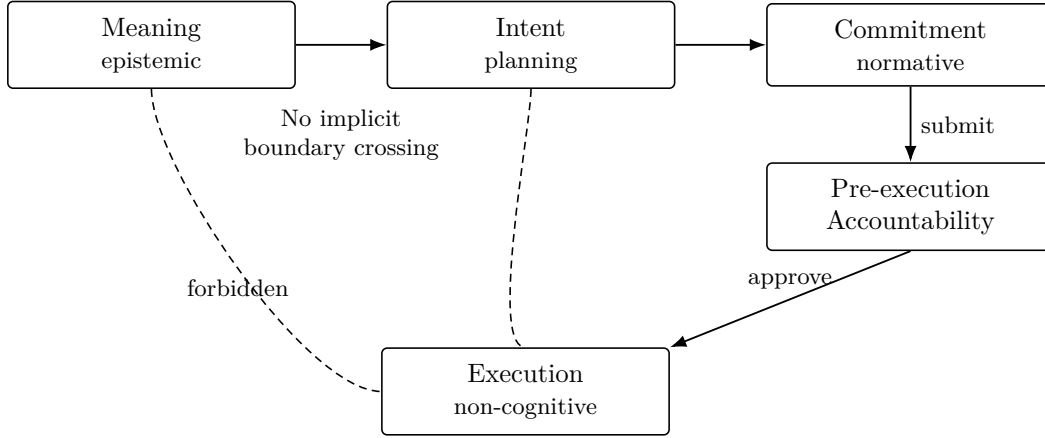 Meaning
epistemic
Intent
planning
Commitment
normative
No implicit
boundary crossing
submit
Pre-execution
Accountability
forbidden
approve
Execution
non-cognitive